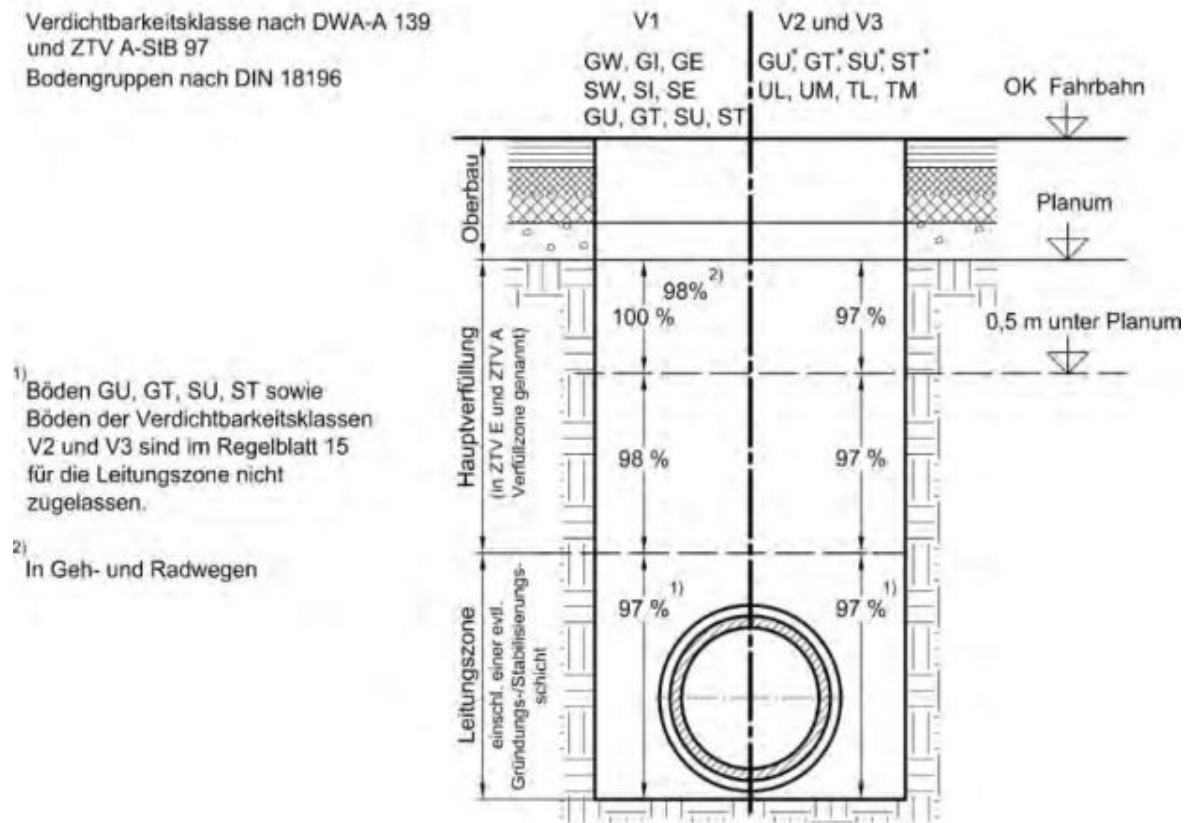 Verdichtbarkeitsklasse nach DWA-A 139
und ZTV A-StB 97
Bodengruppen nach DIN 18196
V1
GW, GI, GE
SW, SI, SE
GU, GT, SU, ST
V2 und V3
GU*, GT*, SU*, ST*
UL, UM, TL, TM
OK Fahrbahn
Oberbau
Planum
98% 2)
100 %
97 %
0,5 m unter Planum
Hauptverfüllung
(in ZTV E und ZTV A
Verfüllzone genannt)
98 %
97 %
1) Böden GU, GT, SU, ST sowie
Böden der Verdichtbarkeitsklassen
V2 und V3 sind im Regelblatt 15
für die Leitungszone nicht
zugelassen.
2) In Geh- und Radwegen
Leitungszone
einschl. einer evtl.
Gründungs-/Stabilisierungs-
schicht
97 % 1)
97 % 1)